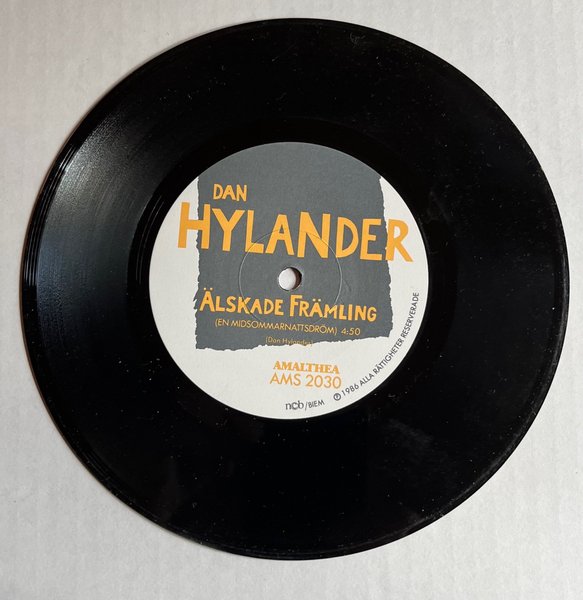 DAN
HYLANDER
ÄLSKADE FRÄMLING
(EN MIDSOMMARNATTSDRÖM) 4:50
(Dan Hylander)
AMALTHEA
AMS 2030
ncb/BIEM
Ⓟ 1986 ALLA RÄTTIGHETER RESERVERADE